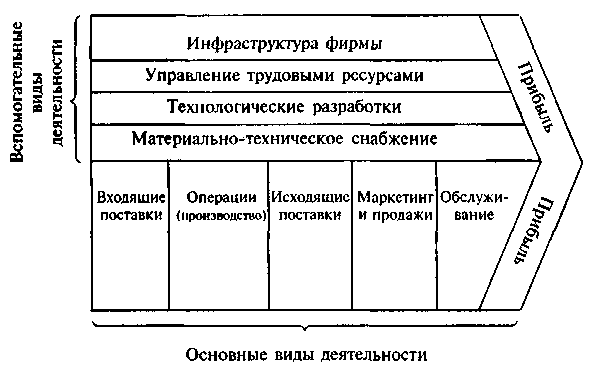 Вспомогательные
виды
деятельности
Инфраструктура фирмы
Управление трудовыми рссурсами
Технологические разработки
Материально-техническое снабжение
Прибыль
Входящие
поставки
Операции
(производство)
Исходящие
поставки
Маркетинг
и продажи
Обслужи-
вание
Прибыль
Основные виды деятельности